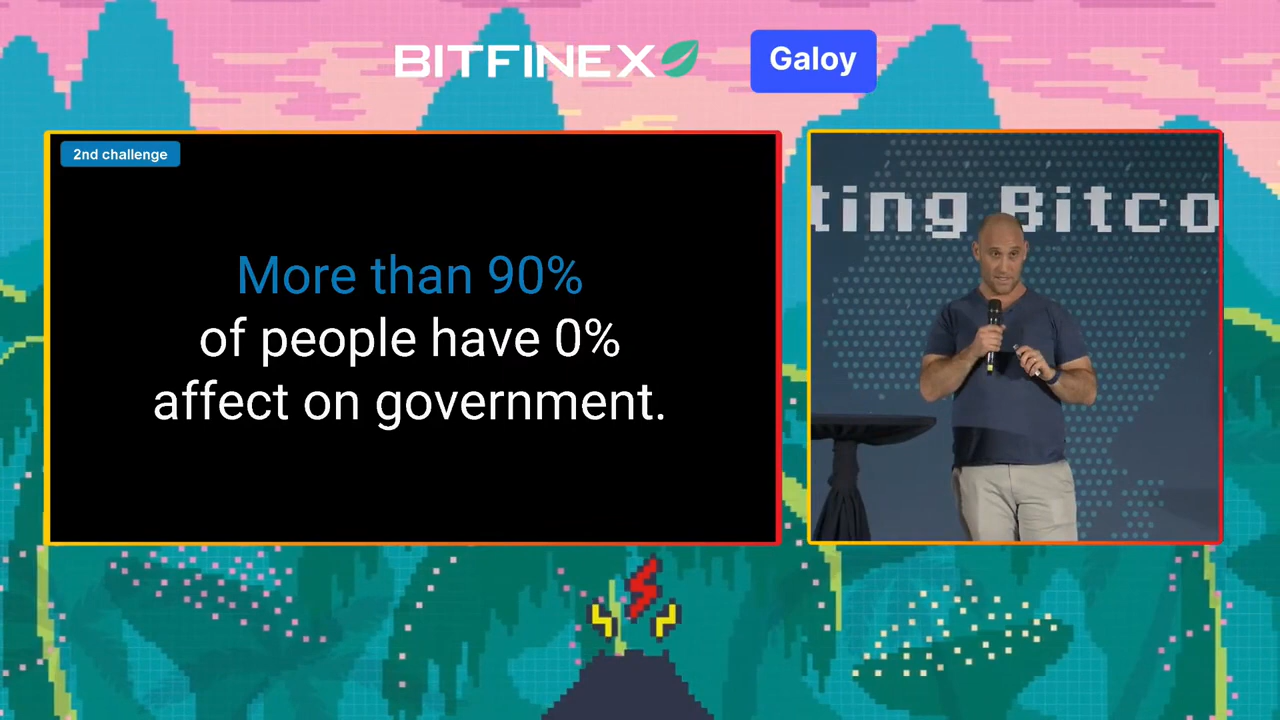 BITFINEX
Galoy
2nd challenge
More than 90%
of people have 0%
affect on government.
ting Bitco